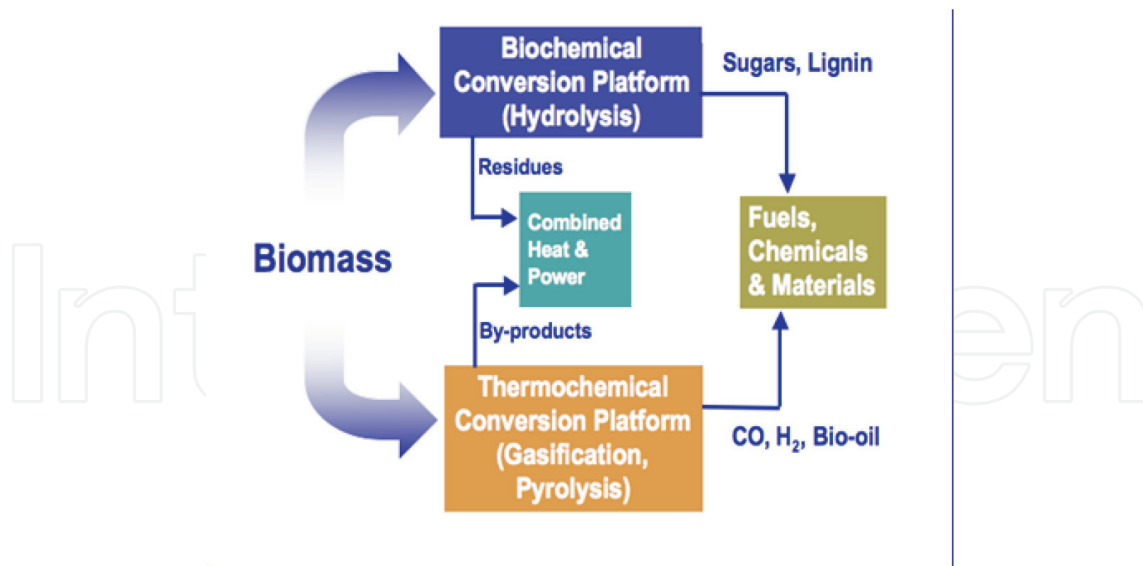 Biochemical
Conversion Platform
(Hydrolysis)
Sugars, Lignin
Residues
Combined
Heat &
Power
Fuels,
Chemicals
& Materials
Biomass
By-products
Thermochemical
Conversion Platform
(Gasification,
Pyrolysis)
CO, H₂, Bio-oil